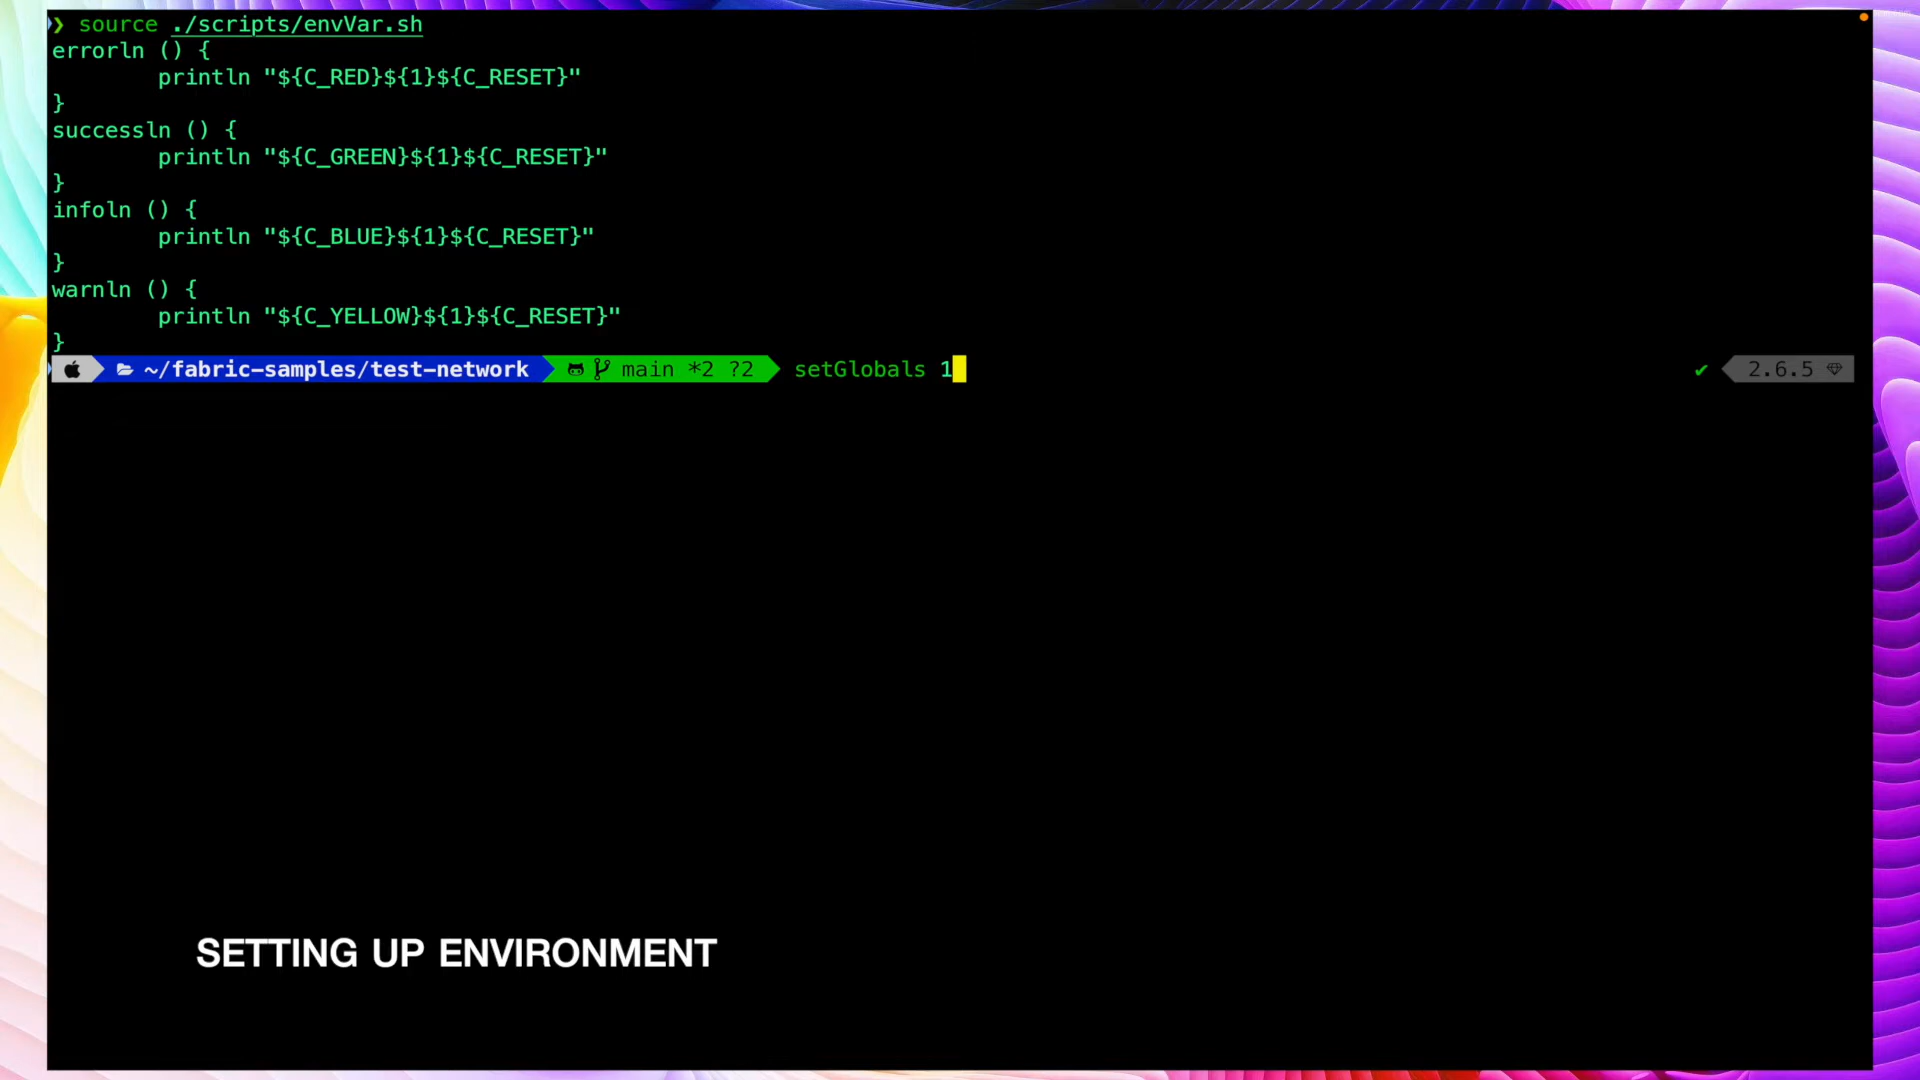 ❯ source ./scripts/envVar.sh
errorln () {
        println "${C_RED}${1}${C_RESET}"
}
successln () {
        println "${C_GREEN}${1}${C_RESET}"
}
infoln () {
        println "${C_BLUE}${1}${C_RESET}"
}
warnln () {
        println "${C_YELLOW}${1}${C_RESET}"
}
~/fabric-samples/test-network main *2 ?2 setGlobals 1 ✔ 2.6.5
SETTING UP ENVIRONMENT